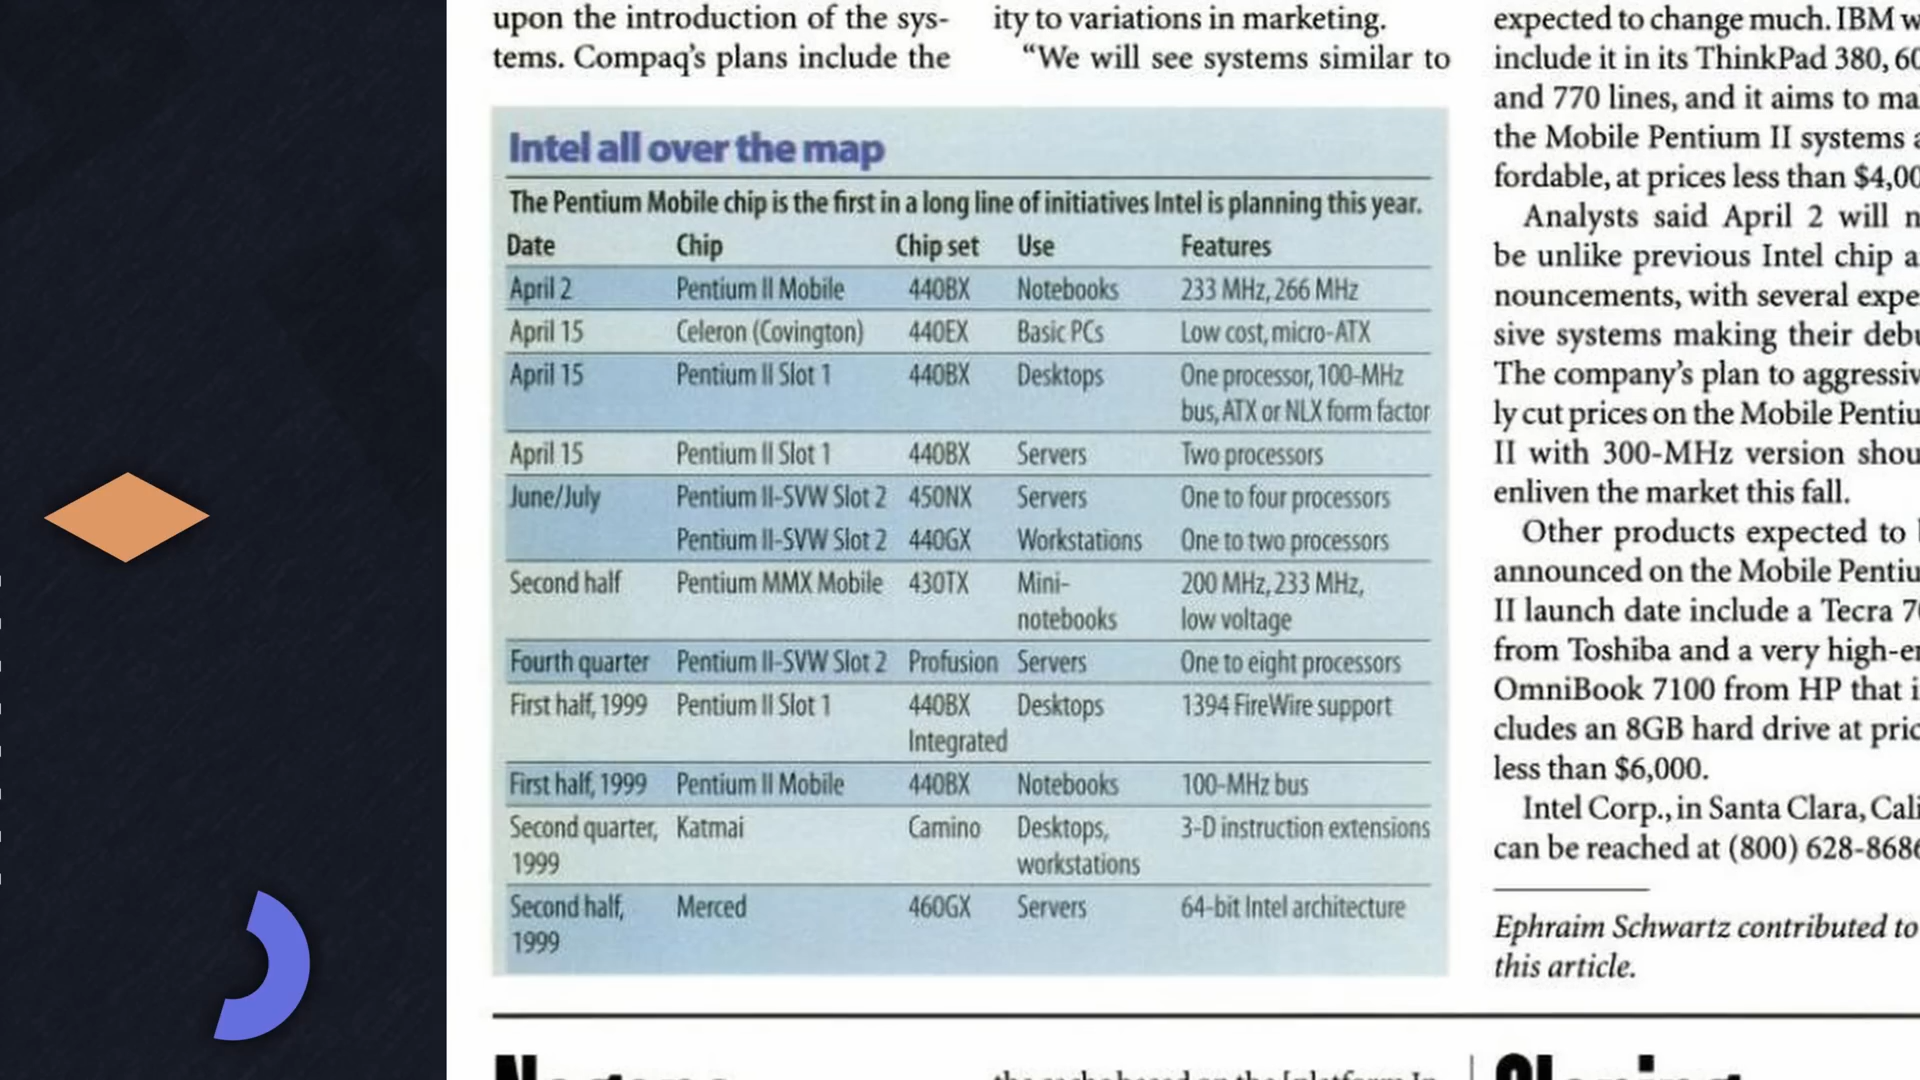 upon the introduction of the sys-
tems. Compaq's plans include the
ity to variations in marketing.
“We will see systems similar to
Intel all over the map
The Pentium Mobile chip is the first in a long line of initiatives Intel is planning this year.
Date Chip Chip set Use Features
April 2 Pentium II Mobile 440BX Notebooks 233 MHz, 266 MHz
April 15 Celeron (Covington) 440EX Basic PCs Low cost, micro-ATX
April 15 Pentium II Slot 1 440BX Desktops One processor, 100-MHz
bus, ATX or NLX form factor
April 15 Pentium II Slot 1 440BX Servers Two processors
June/July Pentium II-SVW Slot 2 450NX Servers One to four processors
Pentium II-SVW Slot 2 440GX Workstations One to two processors
Second half Pentium MMX Mobile 430TX Mini- 200 MHz, 233 MHz,
notebooks low voltage
Fourth quarter Pentium II-SVW Slot 2 Profusion Servers One to eight processors
First half, 1999 Pentium II Slot 1 440BX Desktops 1394 FireWire support
Integrated
First half, 1999 Pentium II Mobile 440BX Notebooks 100-MHz bus
Second quarter, Katmai Camino Desktops, 3-D instruction extensions
1999 workstations
Second half, Merced 460GX Servers 64-bit Intel architecture
1999
expected to change much. IBM w
include it in its ThinkPad 380, 60
and 770 lines, and it aims to ma
the Mobile Pentium II systems a
fordable, at prices less than $4,00
Analysts said April 2 will n
be unlike previous Intel chip a
nouncements, with several expe
sive systems making their debu
The company's plan to aggressiv
ly cut prices on the Mobile Pentiu
II with 300-MHz version shou
enliven the market this fall.
Other products expected to
announced on the Mobile Pentiu
II launch date include a Tecra 7
from Toshiba and a very high-e
OmniBook 7100 from HP that i
cludes an 8GB hard drive at pric
less than $6,000.
Intel Corp., in Santa Clara, Cali
can be reached at (800) 628-8686
Ephraim Schwartz contributed to
this article.